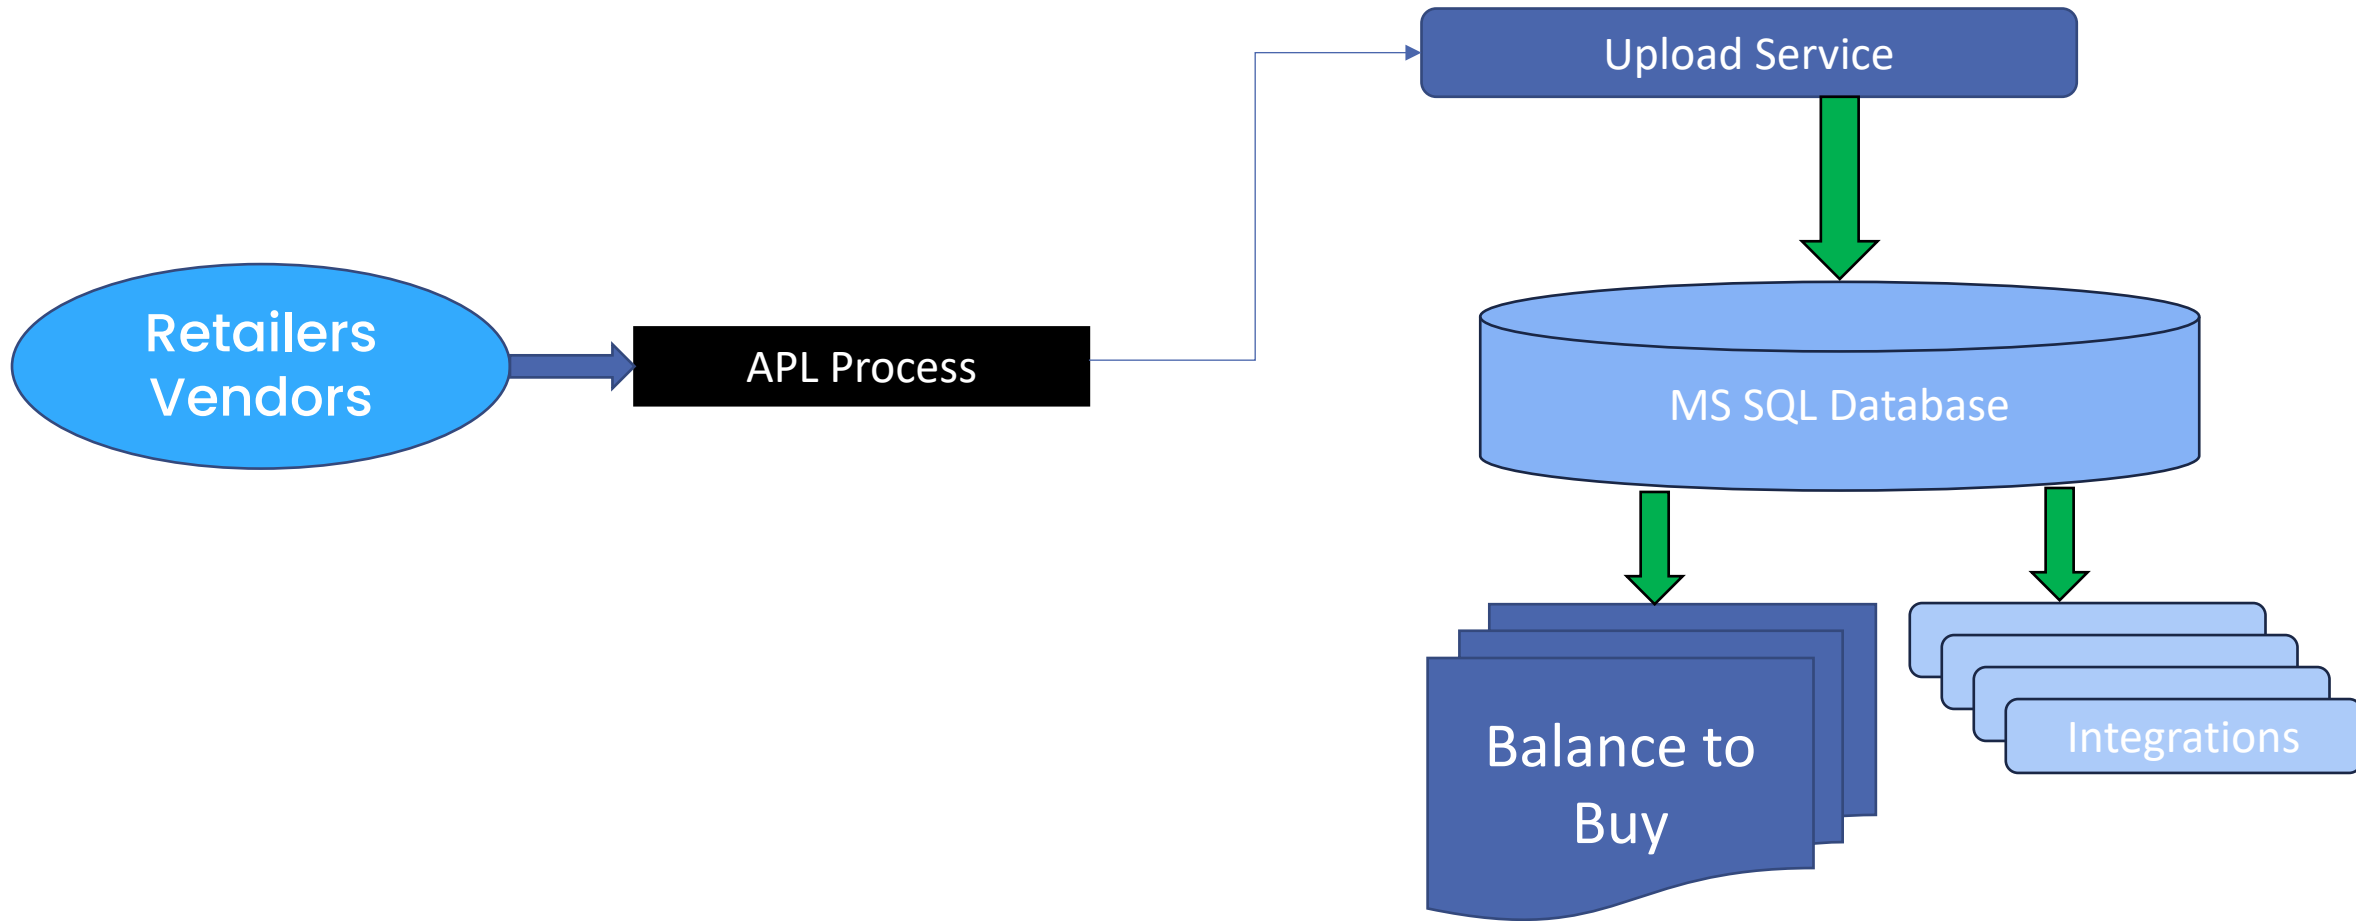 Upload Service
Retailers
Vendors
APL Process
MS SQL Database
Balance to
Buy
Integrations